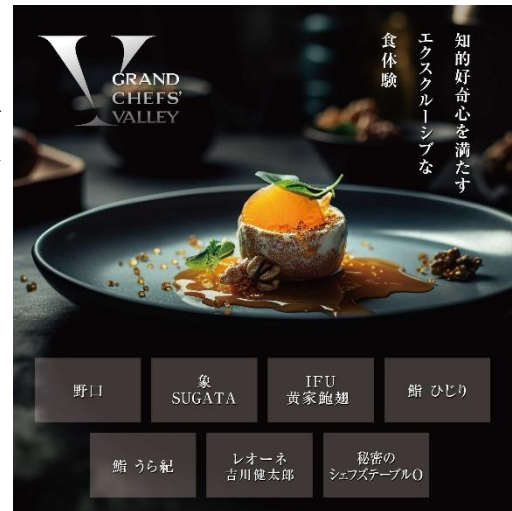 GRAND
CHEFS'
VALLEY
知的好奇心を満たす
エクスクルーシブな
食体験
野口
象
SUGATA
IFU
黄家鮑翅
鮨 ひじり
鮨 うら紀
レオーネ
吉川健太郎
秘密の
シェフズテーブルO